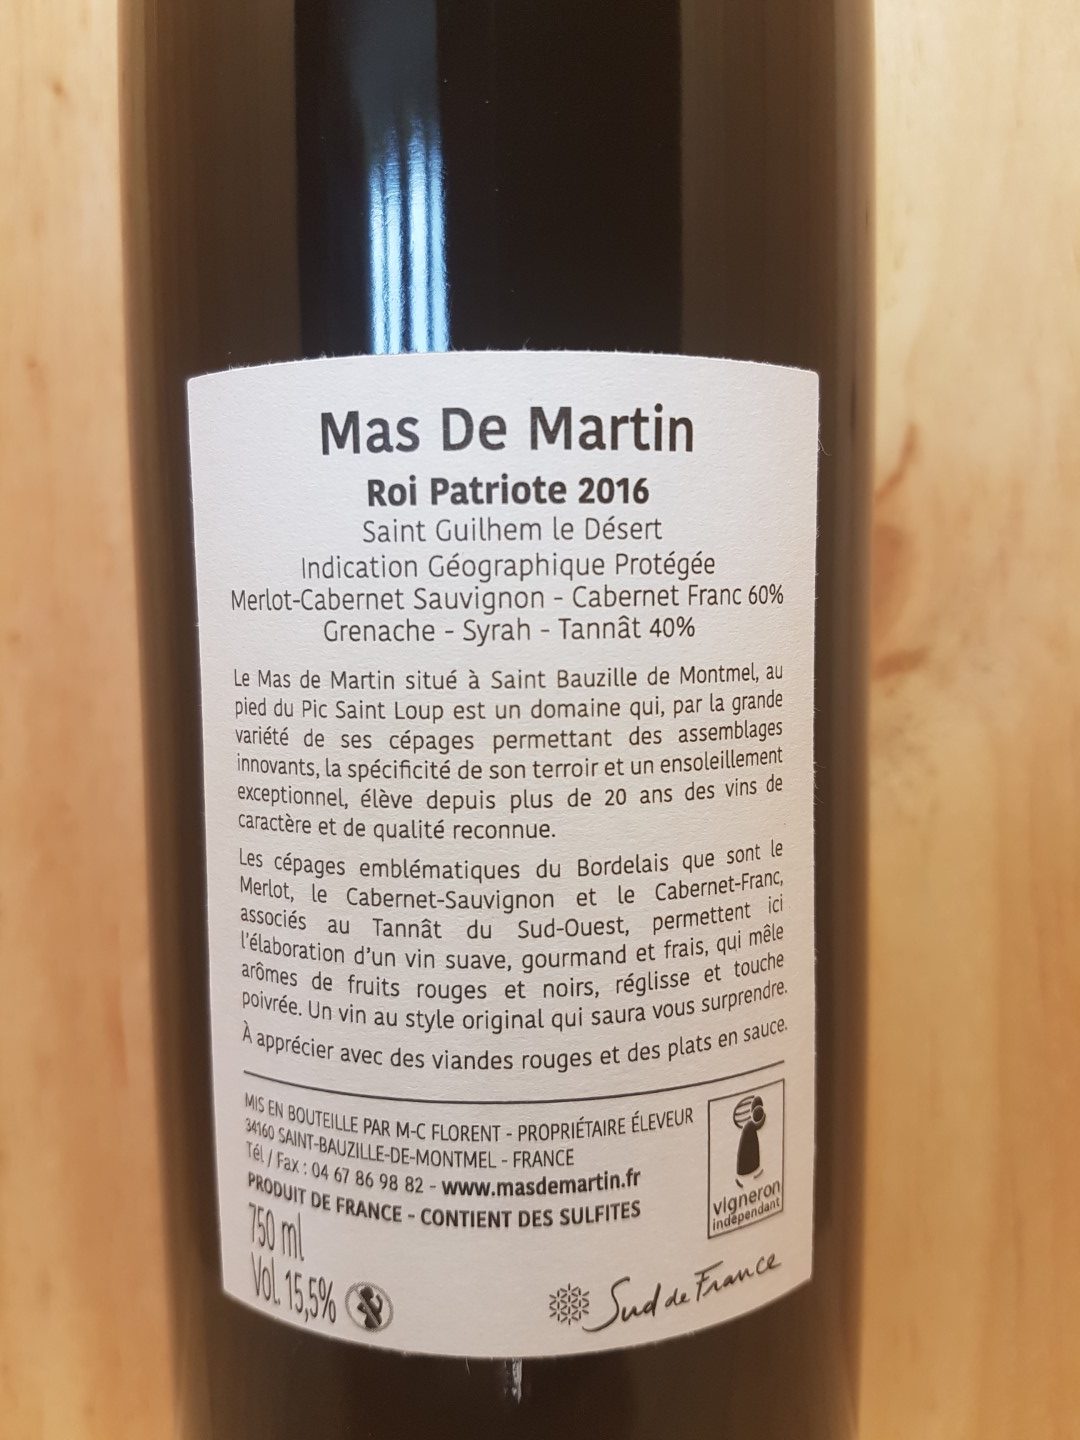 Mas De Martin
Roi Patriote 2016
Saint Guilhem le Désert
Indication Géographique Protégée
Merlot-Cabernet Sauvignon - Cabernet Franc 60%
Grenache - Syrah - Tannât 40%
Le Mas de Martin situé à Saint Bauzille de Montmel, au
pied du Pic Saint Loup est un domaine qui, par la grande
variété de ses cépages permettant des assemblages
innovants, la spécificité de son terroir et un ensoleillement
exceptionnel, élève depuis plus de 20 ans des vins de
caractère et de qualité reconnue.
Les cépages emblématiques du Bordelais que sont le
Merlot, le Cabernet-Sauvignon et le Cabernet-Franc,
associés au Tannât du Sud-Ouest, permettent ici
l'élaboration d'un vin suave, gourmand et frais, qui mêle
arômes de fruits rouges et noirs, réglisse et touche
poivrée. Un vin au style original qui saura vous surprendre.
À apprécier avec des viandes rouges et des plats en sauce.
MIS EN BOUTEILLE PAR M-C FLORENT - PROPRIÉTAIRE ÉLEVEUR
34160 SAINT-BAUZILLE-DE-MONTMEL - FRANCE
Tél / Fax : 04 67 86 98 82 - www.masdemartin.fr
PRODUIT DE FRANCE - CONTIENT DES SULFITES
750 ml
Vol. 15,5%
vigneron
indépendant
Sud de France